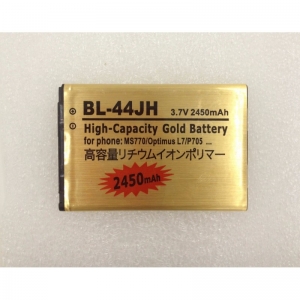 BL-44JH 3.7V 2450mAh
High-Capacity Gold Battery
for phone: MS770/Optimus L7/P705 ...
高容量リチウムイオンポリマー
2450mAh